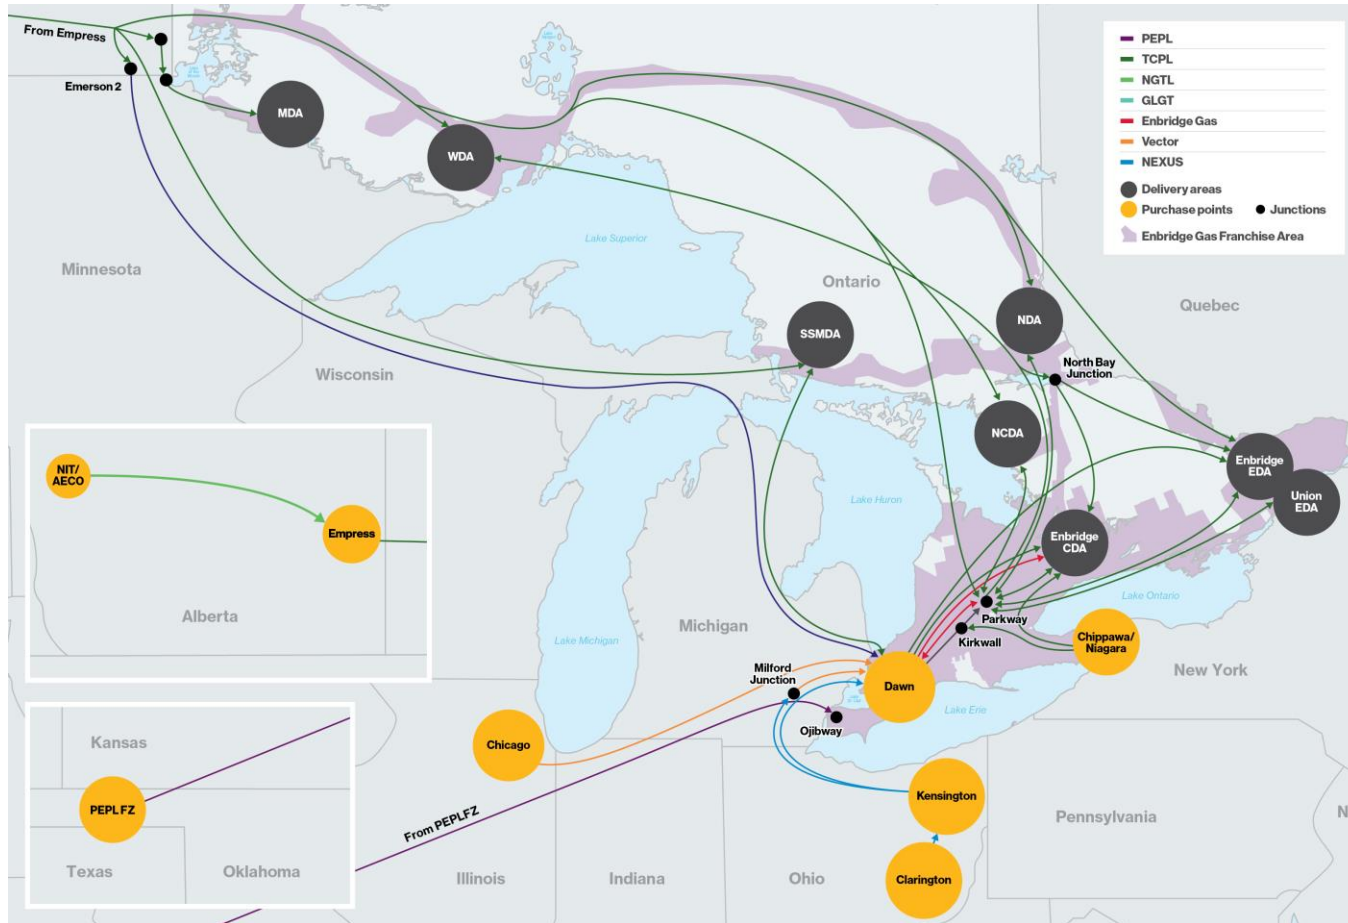 From Empress
Emerson 2
MDA
WDA
Lake Superior
Minnesota
Ontario
Quebec
PEPL
TCPL
NGTL
GLGT
Enbridge Gas
Vector
NEXUS
Delivery areas
Purchase points
Junctions
Enbridge Gas Franchise Area
SSMDA
NDA
North Bay
Junction
Wisconsin
NCDA
Enbridge
EDA
Union
EDA
Lake Huron
Enbridge
CDA
NIT/
AECO
Empress
Alberta
Lake Michigan
Michigan
Parkway
Kirkwall
Lake Ontario
Chippawa/
Niagara
New York
Milford
Junction
Dawn
Lake Erie
Ojibway
Chicago
Kansas
PEPL FZ
Texas
Oklahoma
From PEPLFZ
Kensington
Pennsylvania
N
Illinois
Indiana
Ohio
Clarington